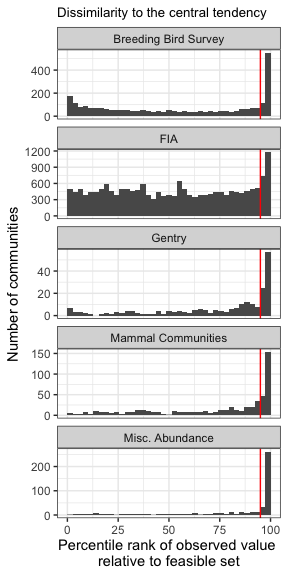 Dissimilarity to the central tendency
Breeding Bird Survey
400
200
0
FIA
1200
900
600
300
0
Gentry
40
20
0
Mammal Communities
150
100
50
0
Misc. Abundance
200
100
0
Number of communities
0 25 50 75 100
Percentile rank of observed value
relative to feasible set